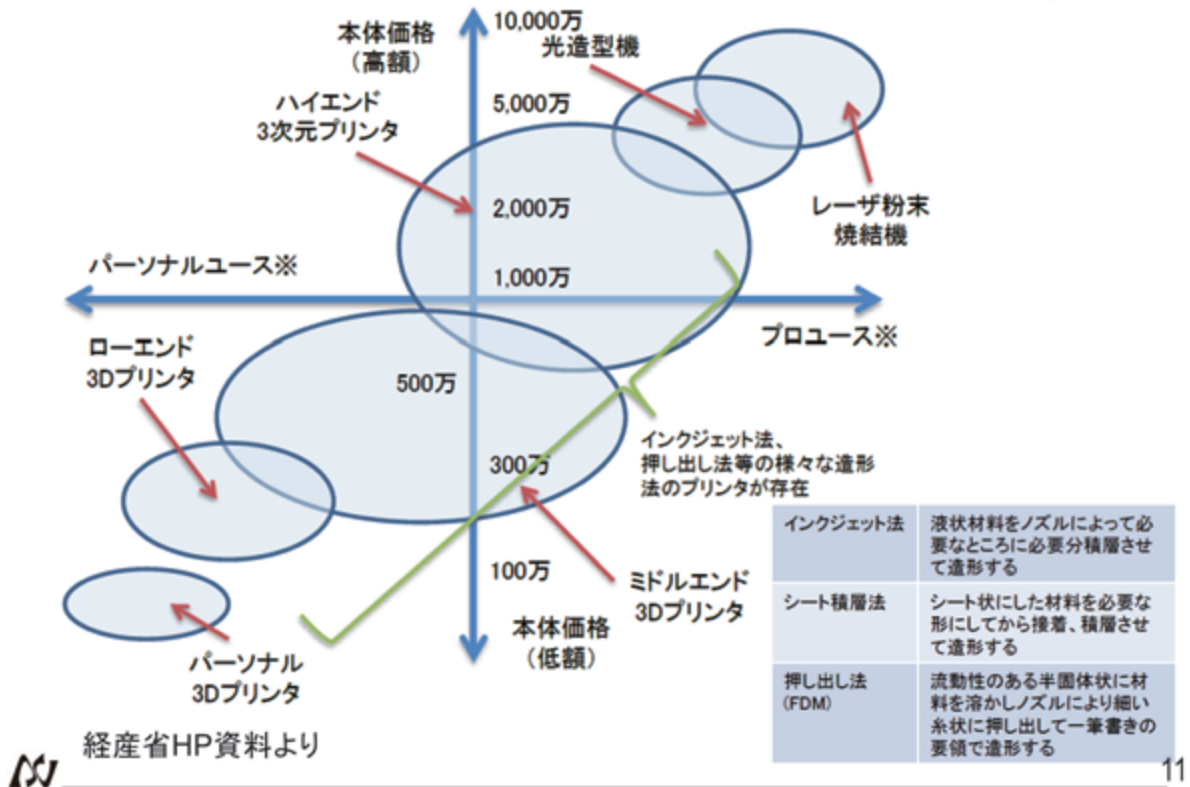 本体価格
（高額）
10,000万
光造型機
ハイエンド
3次元プリンタ
5,000万
2,000万
レーザ粉末
焼結機
パーソナルユース※
1,000万
プロユース※
ローエンド
3Dプリンタ
500万
インクジェット法、
押し出し法等の様々な造形
法のプリンタが存在
300万
100万
ミドルエンド
3Dプリンタ
本体価格
（低額）
パーソナル
3Dプリンタ
インクジェット法
液状材料をノズルによって必
要なところに必要分積層させ
て造形する
シート積層法
シート状にした材料を必要な
形にしてから接着、積層させ
て造形する
押し出し法
(FDM)
流動性のある半固体状に材
料を溶かしノズルにより細い
糸状に押し出して一筆書きの
要領で造形する
経産省HP資料より
11